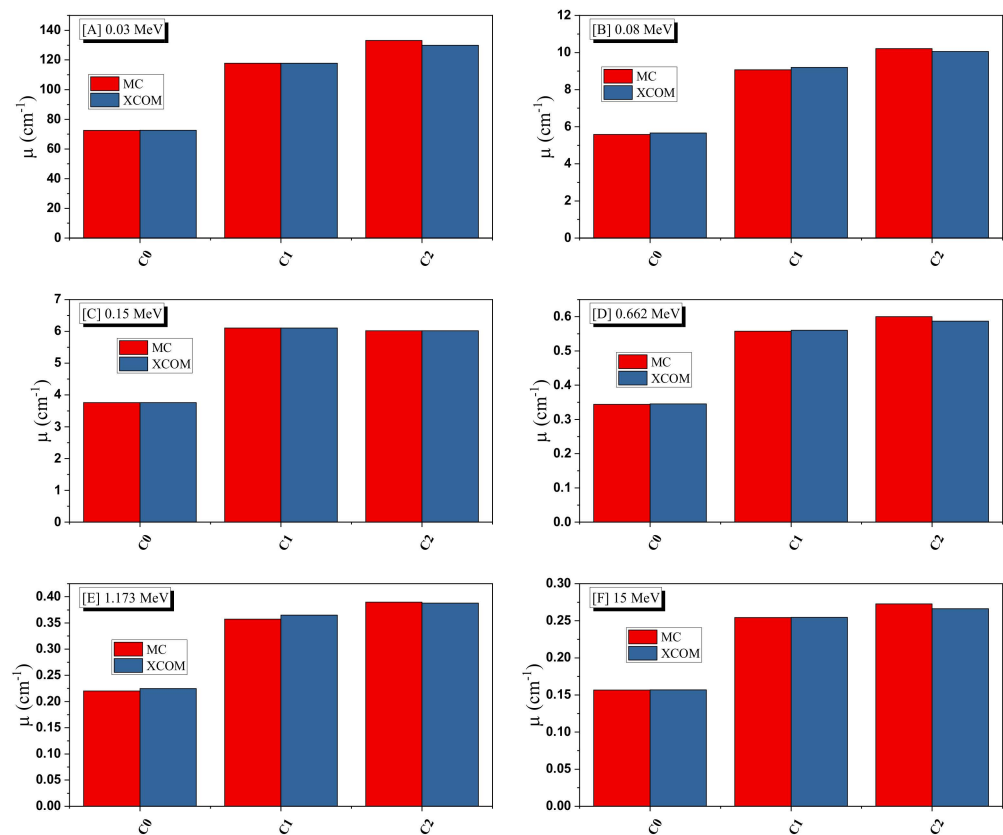 [A] 0.03 MeV
MC
XCOM
μ (cm⁻¹)
140
120
100
80
60
40
20
0
C0
C1
C2
[B] 0.08 MeV
MC
XCOM
μ (cm⁻¹)
12
10
8
6
4
2
0
C0
C1
C2
[C] 0.15 MeV
MC
XCOM
μ (cm⁻¹)
7
6
5
4
3
2
1
0
C0
C1
C2
[D] 0.662 MeV
MC
XCOM
μ (cm⁻¹)
0.6
0.5
0.4
0.3
0.2
0.1
0.0
C0
C1
C2
[E] 1.173 MeV
MC
XCOM
μ (cm⁻¹)
0.40
0.35
0.30
0.25
0.20
0.15
0.10
0.05
0.00
C0
C1
C2
[F] 15 MeV
MC
XCOM
μ (cm⁻¹)
0.30
0.25
0.20
0.15
0.10
0.05
0.00
C0
C1
C2